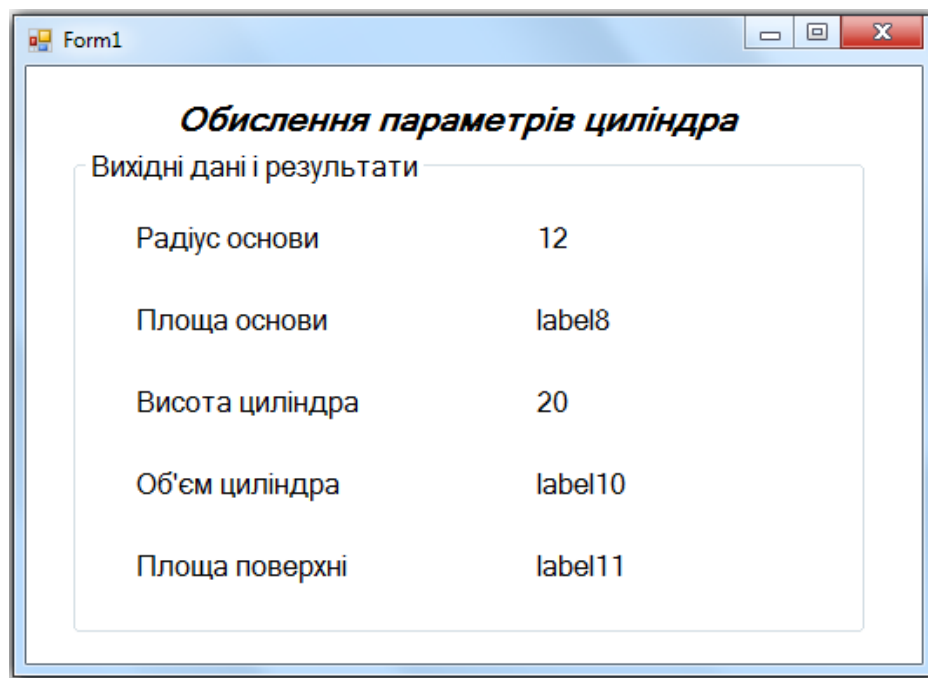 Form1
Обислення параметрів циліндра
Вихідні дані і результати
Радіус основи 12
Площа основи label8
Висота циліндра 20
Об'єм циліндра label10
Площа поверхні label11